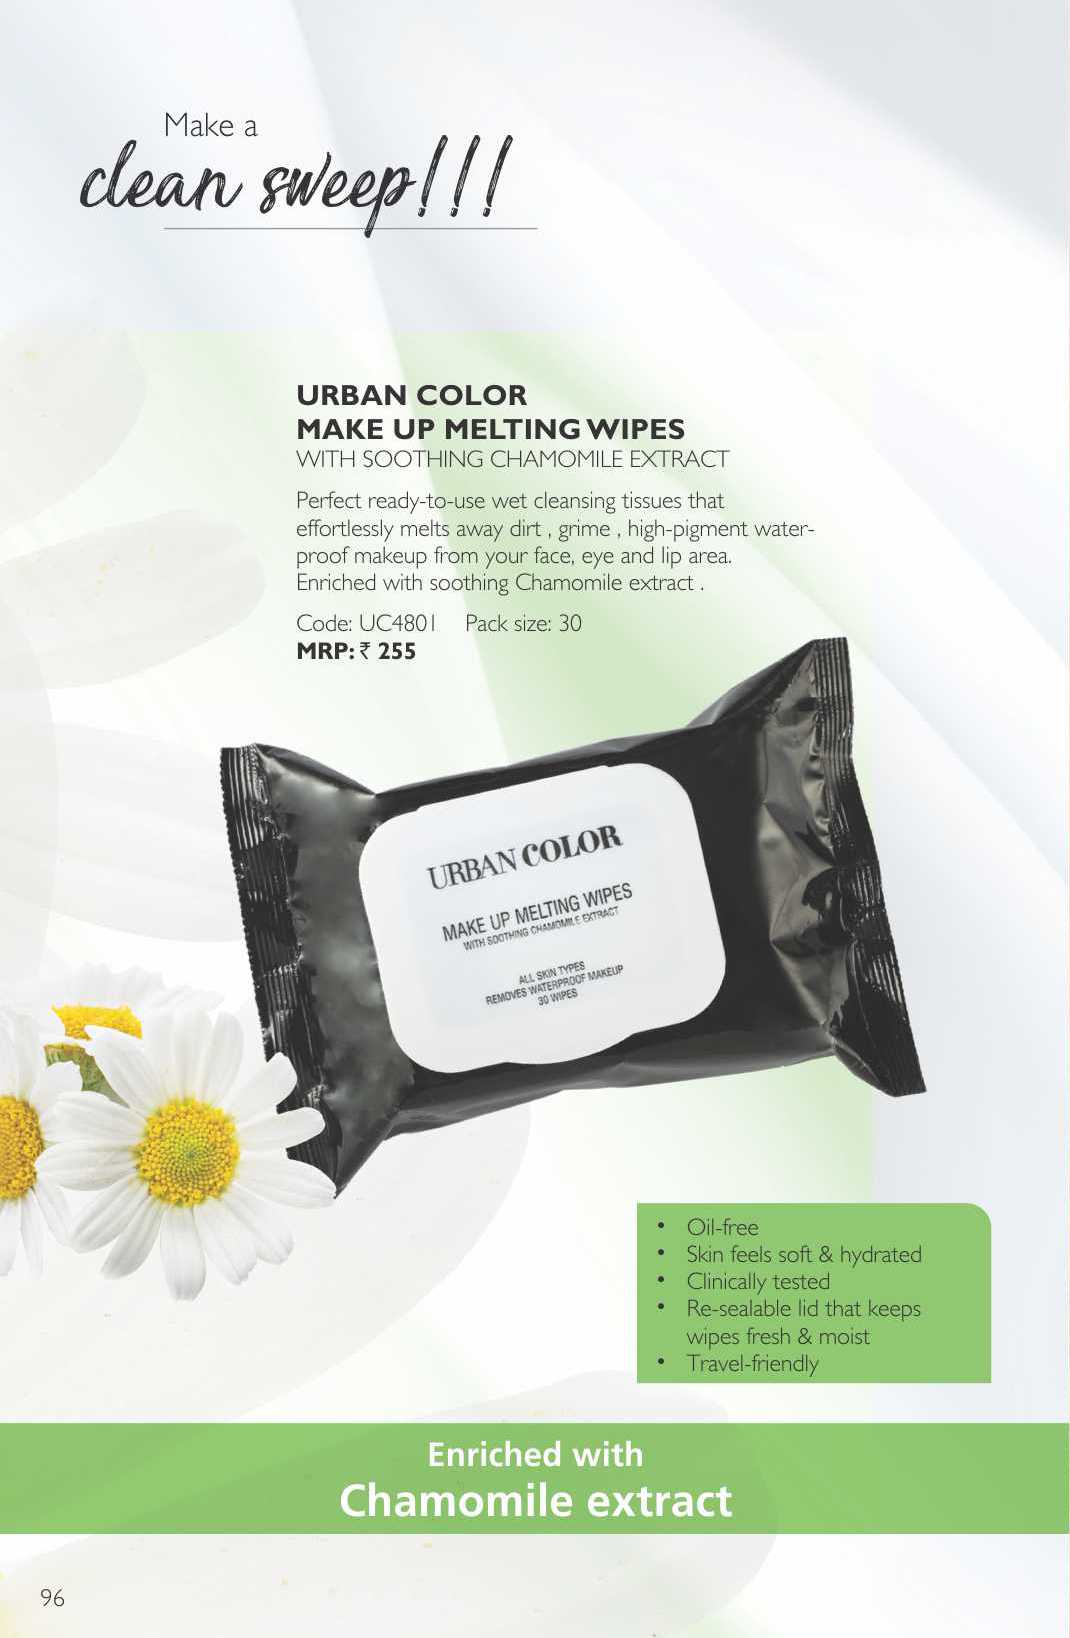 Make a
clean sweep!!!
URBAN COLOR
MAKE UP MELTING WIPES
WITH SOOTHING CHAMOMILE EXTRACT
Perfect ready-to-use wet cleansing tissues that
effortlessly melts away dirt , grime , high-pigment water-
proof makeup from your face, eye and lip area.
Enriched with soothing Chamomile extract .
Code: UC4801 Pack size: 30
MRP: ₹ 255
URBAN COLOR
MAKE UP MELTING WIPES
WITH SOOTHING CHAMOMILE EXTRACT
ALL SKIN TYPES
REMOVES WATERPROOF MAKEUP
30 WIPES
• Oil-free
• Skin feels soft & hydrated
• Clinically tested
• Re-sealable lid that keeps
wipes fresh & moist
• Travel-friendly
Enriched with
Chamomile extract
96